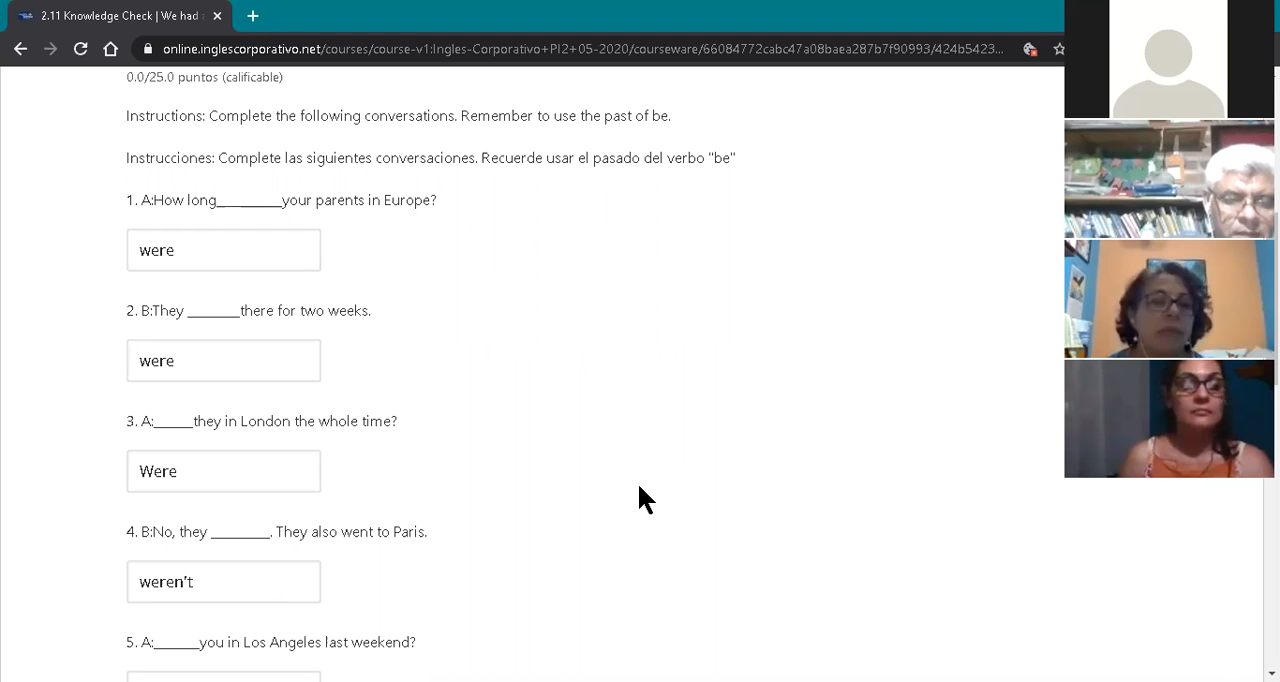 2.11 Knowledge Check | We had
online.inglescorporativo.net/courses/course-v1:Ingles-Corporativo+PI2+05-2020/courseware/66084772cabc47a08baea287b7f90993/424b5423...
0.0/25.0 puntos (calificable)
Instructions: Complete the following conversations. Remember to use the past of be.
Instrucciones: Complete las siguientes conversaciones. Recuerde usar el pasado del verbo "be"
1. A:How long_________your parents in Europe?
were
2. B:They _______there for two weeks.
were
3. A:_____they in London the whole time?
Were
4. B:No, they ________. They also went to Paris.
weren't
5. A:______you in Los Angeles last weekend?